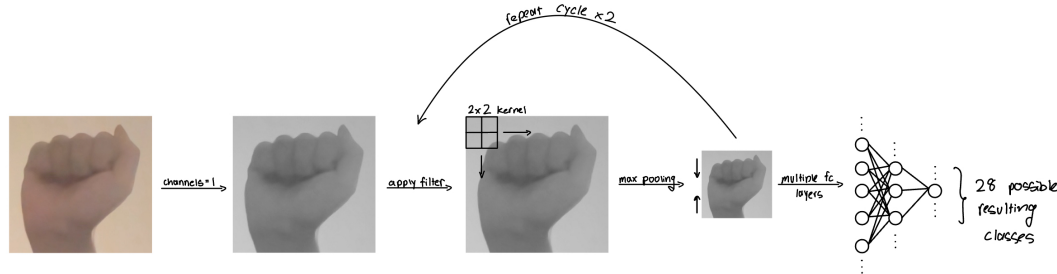 repeat cycle x2
2x2 kernel
channels=1
apply filter
max pooling
multiple fc
layers
28 possible
resulting
classes